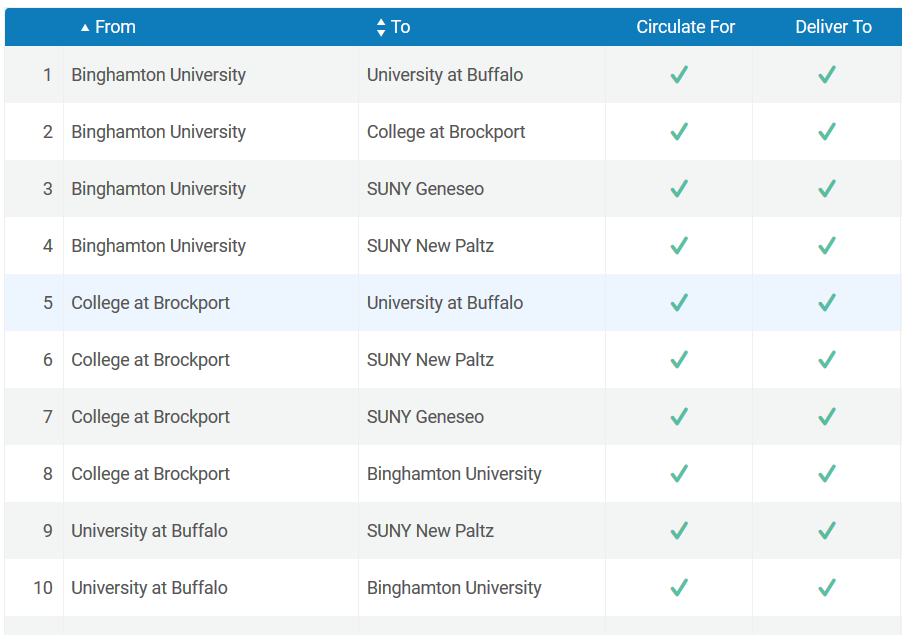 ▲ From To Circulate For Deliver To
1 Binghamton University University at Buffalo ✓ ✓
2 Binghamton University College at Brockport ✓ ✓
3 Binghamton University SUNY Geneseo ✓ ✓
4 Binghamton University SUNY New Paltz ✓ ✓
5 College at Brockport University at Buffalo ✓ ✓
6 College at Brockport SUNY New Paltz ✓ ✓
7 College at Brockport SUNY Geneseo ✓ ✓
8 College at Brockport Binghamton University ✓ ✓
9 University at Buffalo SUNY New Paltz ✓ ✓
10 University at Buffalo Binghamton University ✓ ✓